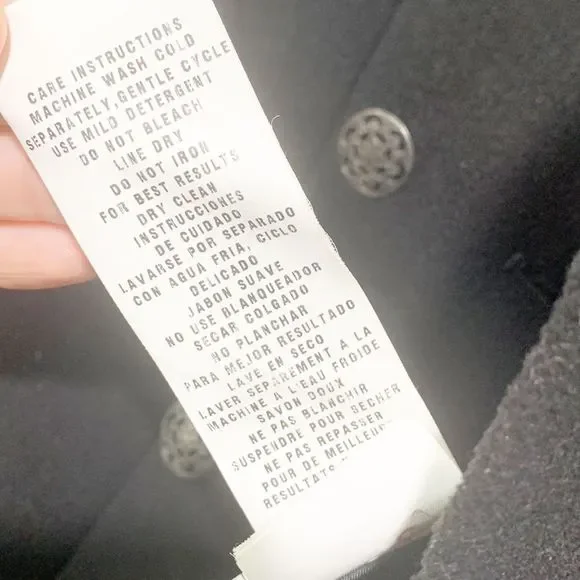 CARE INSTRUCTIONS
MACHINE WASH COLD
SEPARATELY, GENTLE CYCLE
USE MILD DETERGENT
DO NOT BLEACH
LINE DRY
DO NOT IRON
FOR BEST RESULTS
DRY CLEAN
INSTRUCCIONES
DE CUIDADO
LAVARSE POR SEPARADO
CON AGUA FRIA, CICLO
DELICADO
JABON SUAVE
NO USE BLANQUEADOR
SECAR COLGADO
NO PLANCHAR
PARA MEJOR RESULTADO
LAVE EN SECO
LAVER SEPAREMENT A LA
MACHINE A L'EAU FROIDE
SAVON DOUX
NE PAS BLANCHIR
SUSPENDRE POUR SECHER
NE PAS REPASSER
POUR DE MEILLEU
RESULTATS